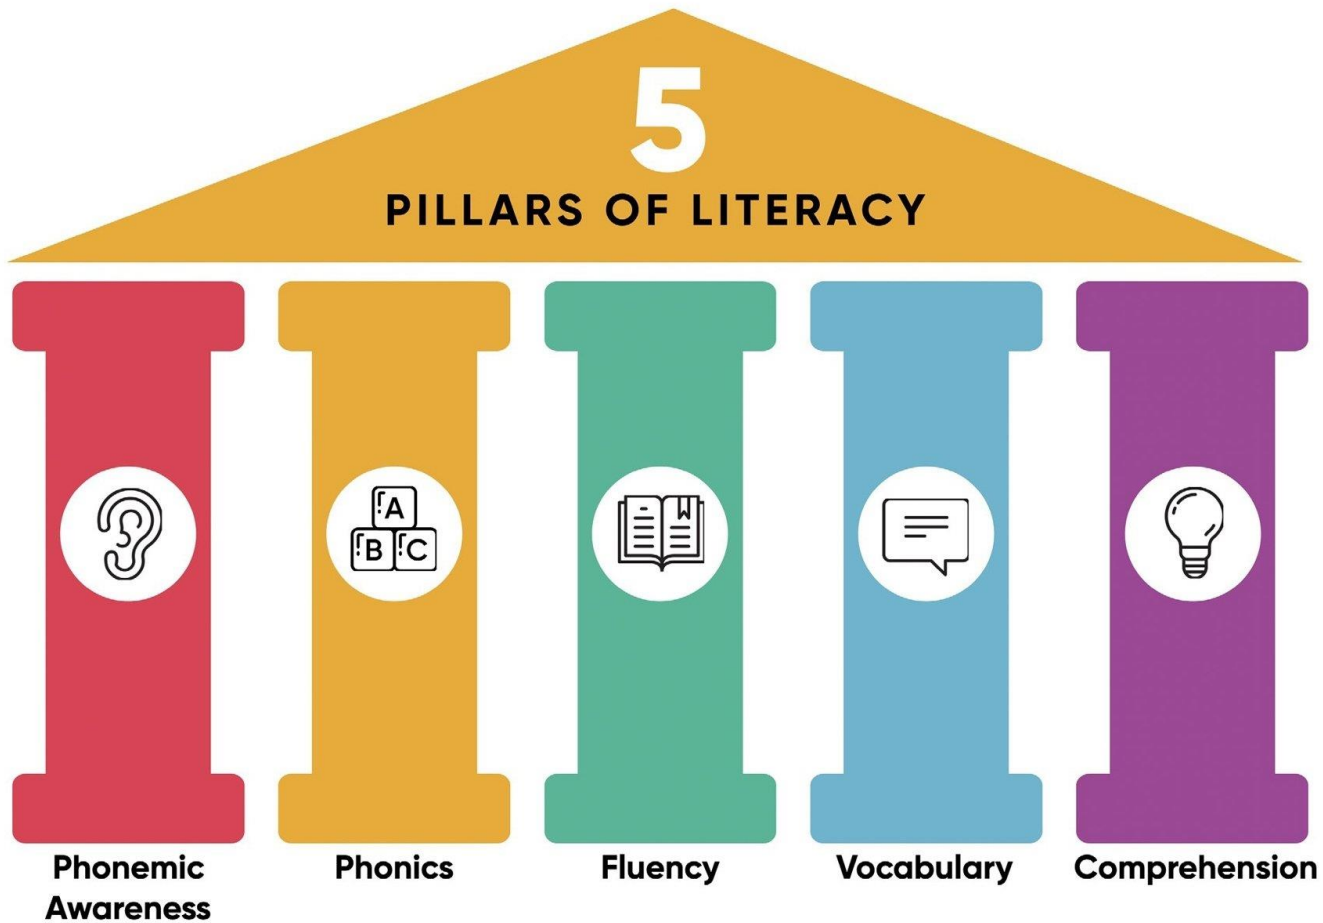 5
PILLARS OF LITERACY
A
B C
Phonemic
Awareness
Phonics
Fluency
Vocabulary
Comprehension